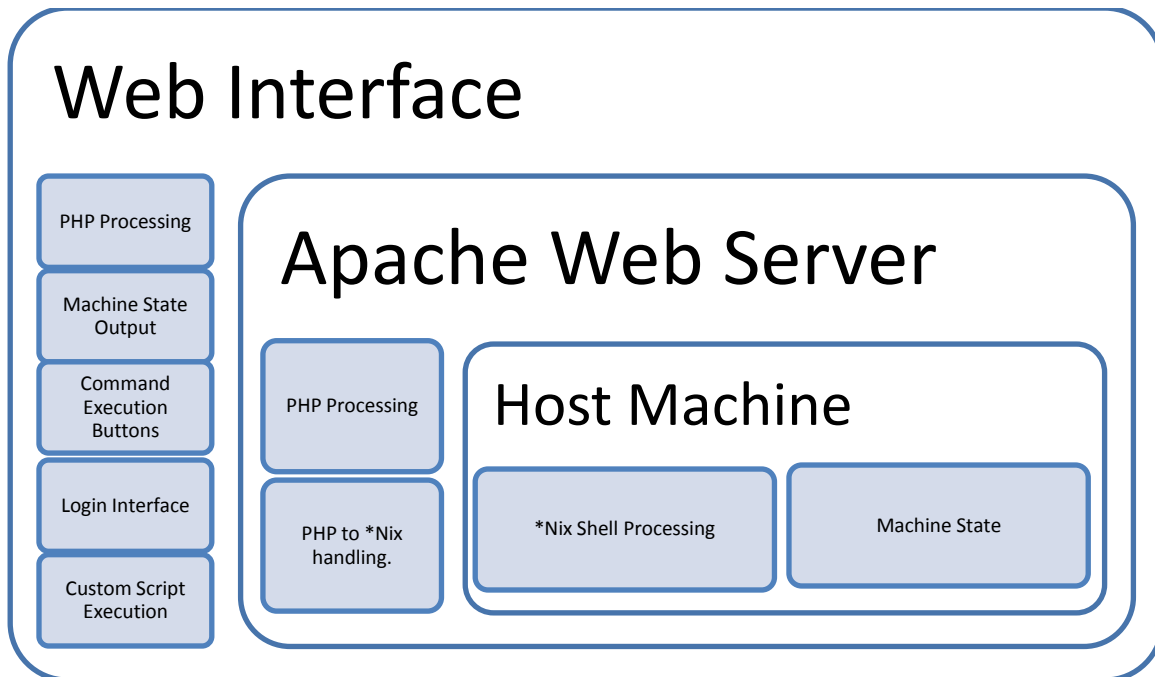 Web Interface
PHP Processing
Machine State
Output
Command
Execution
Buttons
Login Interface
Custom Script
Execution
Apache Web Server
PHP Processing
PHP to *Nix
handling.
Host Machine
*Nix Shell Processing
Machine State